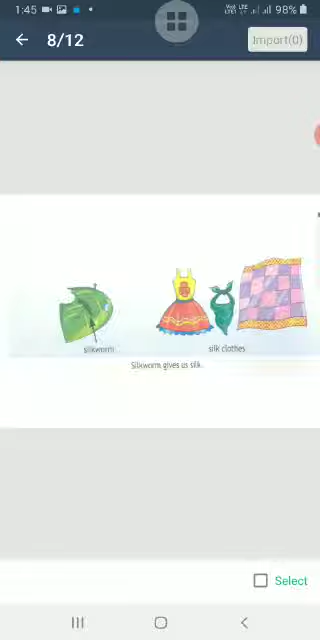 1:45 98%
8/12 Import(0)
silkworm silk clothes
Silkworm gives us silk.
Select